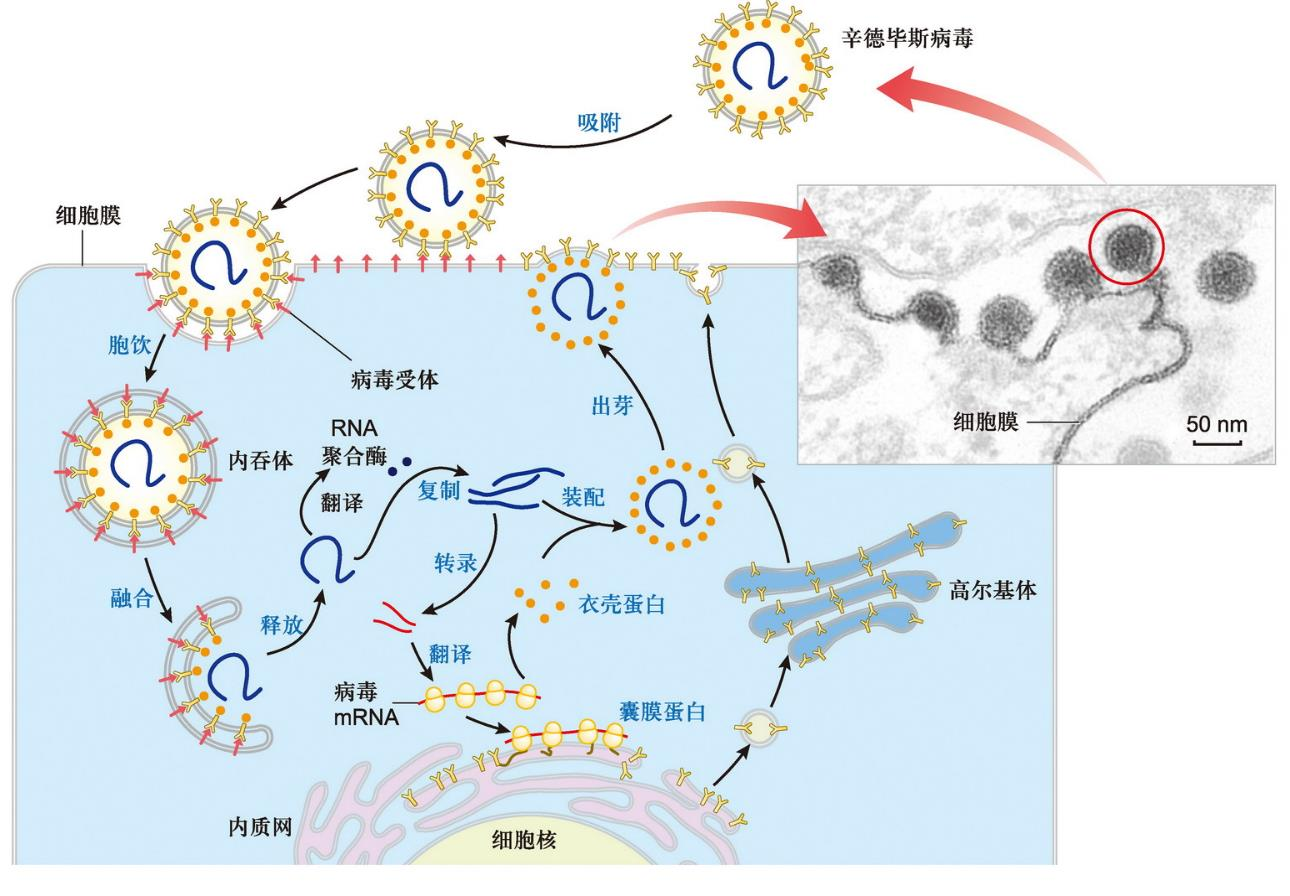 辛德毕斯病毒
吸附
细胞膜
病毒受体
胞饮
内吞体
融合
释放
RNA
聚合酶
翻译
复制
装配
出芽
转录
衣壳蛋白
翻译
病毒
mRNA
囊膜蛋白
高尔基体
内质网
细胞核
细胞膜
50 nm